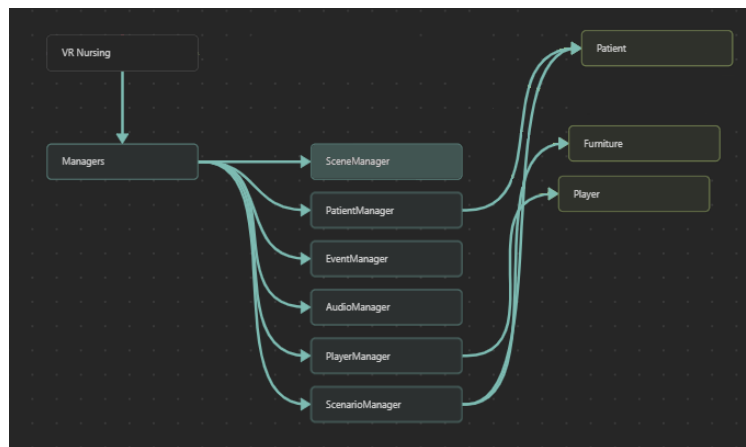 VR Nursing
Patient
Furniture
Managers
SceneManager
Player
PatientManager
EventManager
AudioManager
PlayerManager
ScenarioManager